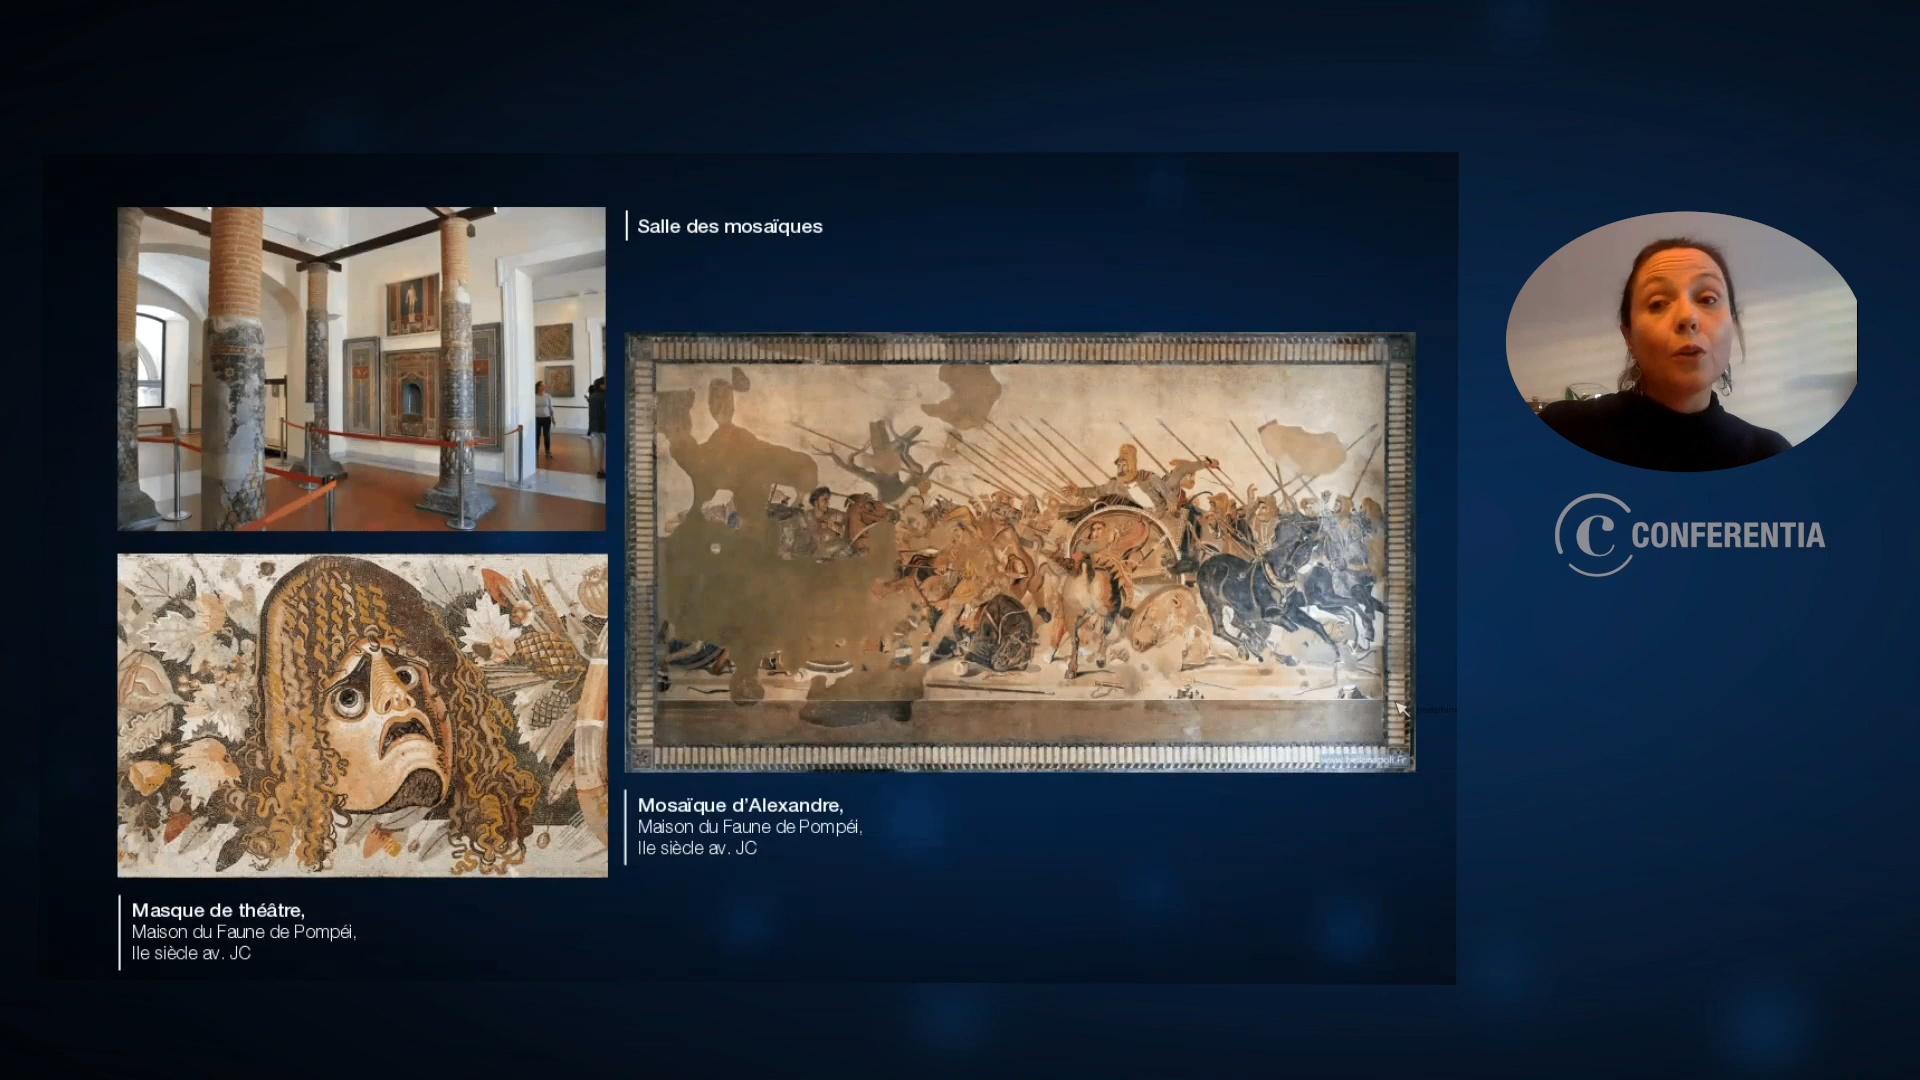 Salle des mosaïques
Mosaïque d'Alexandre,
Maison du Faune de Pompéi,
IIe siècle av. JC
Masque de théâtre,
Maison du Faune de Pompéi,
IIe siècle av. JC
C CONFERENTIA